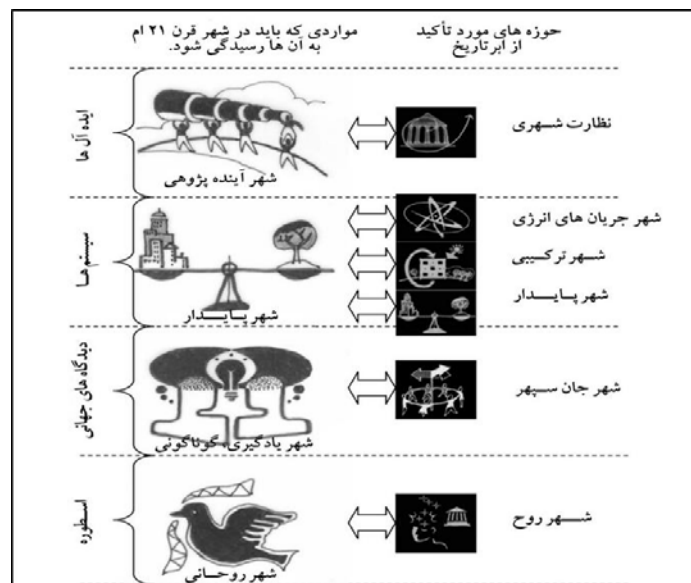 حوزه های مورد تأکید
از ابرتاریخ
مواردی که باید در شهر قرن ۲۱ ام
به آن ها رسیدگی شود.
نظارت شهری
شهر آینده پژوهی
ایده آل ها
شهر جریان های انرژی
شهر ترکیبی
شهر پایدار
شهر پایدار
سیستم ها
شهر جان سپهر
شهر یادگیری، گوناگونی
دیدگاه های جهانی
شهر روح
شهر روحانی
اسطوره